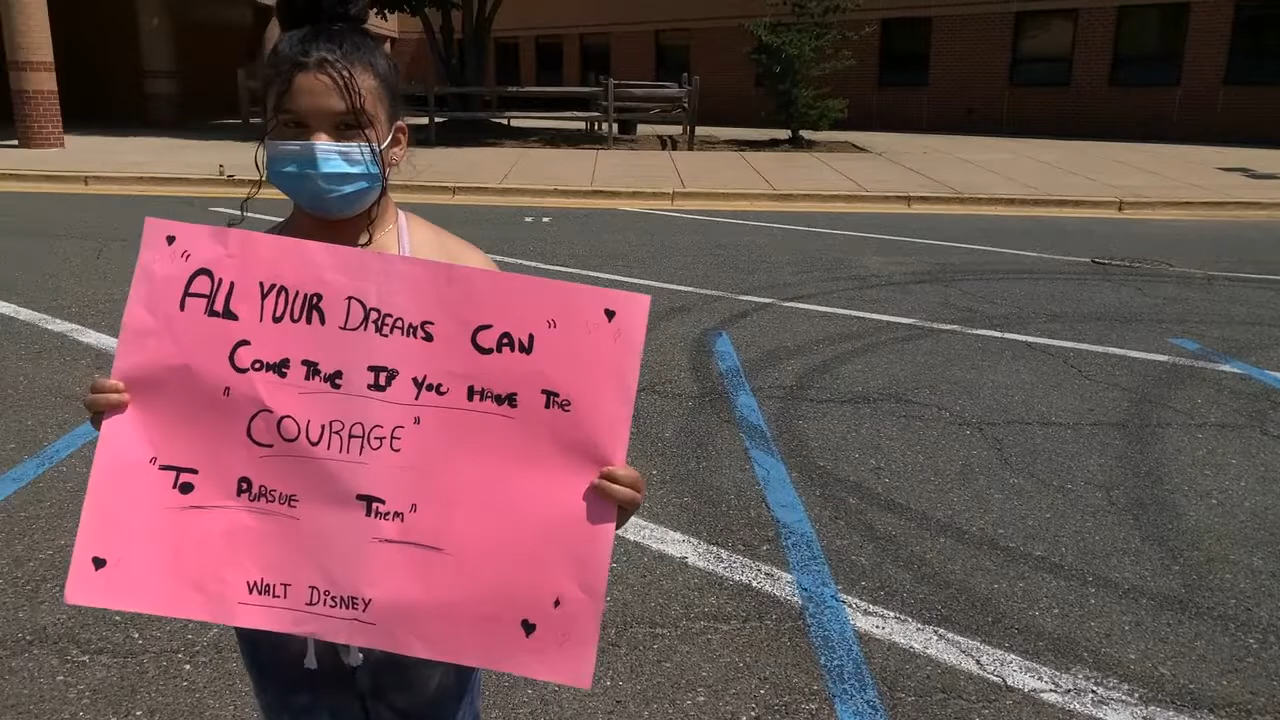 "ALL YOUR DREAMS CAN"
COME TRUE IF YOU HAVE THE
"COURAGE"
"TO PURSUE THEM"
WALT DISNEY